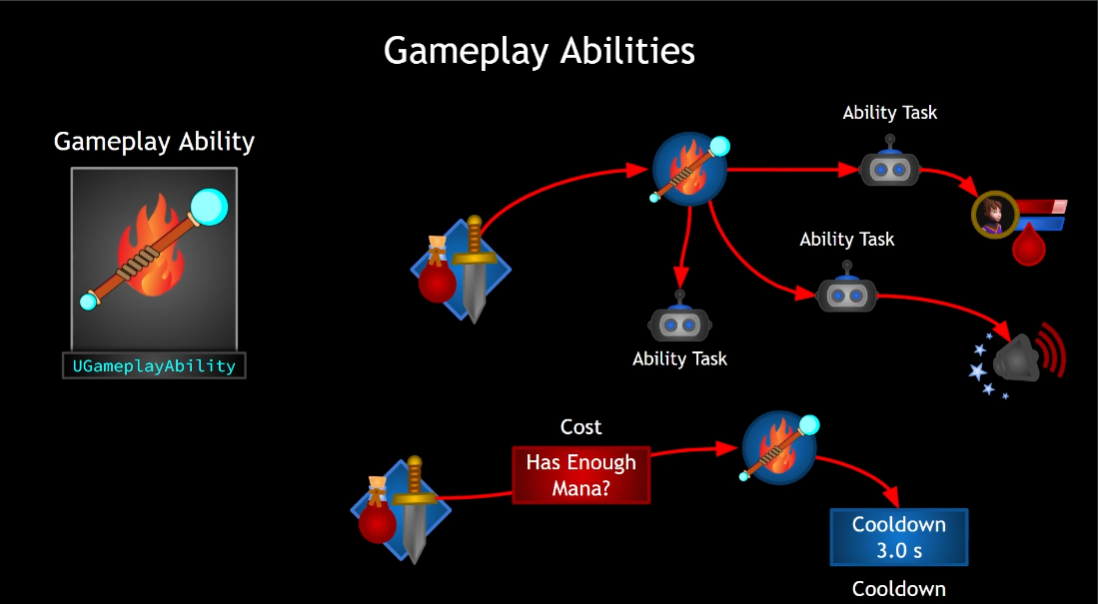 Gameplay Abilities
Gameplay Ability
UGameplayAbility
Ability Task
Ability Task
Ability Task
Cost
Has Enough
Mana?
Cooldown
3.0 s
Cooldown